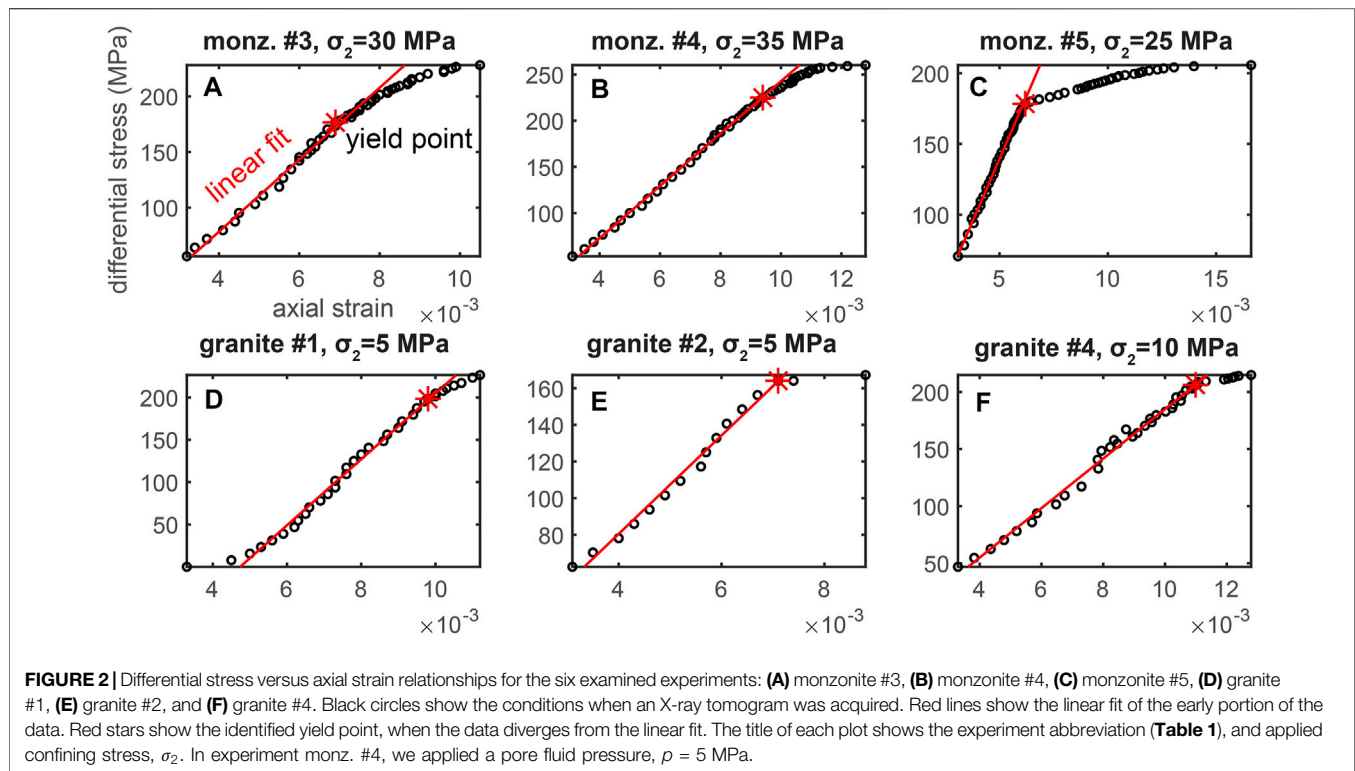 monz. #3, σ2=30 MPa
A
differential stress (MPa)
200
150
100
linear fit
yield point
4
6
8
10
axial strain
×10-3
monz. #4, σ2=35 MPa
B
250
200
150
100
4
6
8
10
12
×10-3
monz. #5, σ2=25 MPa
C
200
150
100
5
10
15
×10-3
granite #1, σ2=5 MPa
D
200
150
100
50
4
6
8
10
×10-3
granite #2, σ2=5 MPa
E
160
140
120
100
80
4
6
8
×10-3
granite #4, σ2=10 MPa
F
200
150
100
50
4
6
8
10
12
×10-3
FIGURE 2 | Differential stress versus axial strain relationships for the six examined experiments: (A) monzonite #3, (B) monzonite #4, (C) monzonite #5, (D) granite
#1, (E) granite #2, and (F) granite #4. Black circles show the conditions when an X-ray tomogram was acquired. Red lines show the linear fit of the early portion of the
data. Red stars show the identified yield point, when the data diverges from the linear fit. The title of each plot shows the experiment abbreviation (Table 1), and applied
confining stress, σ2. In experiment monz. #4, we applied a pore fluid pressure, p = 5 MPa.